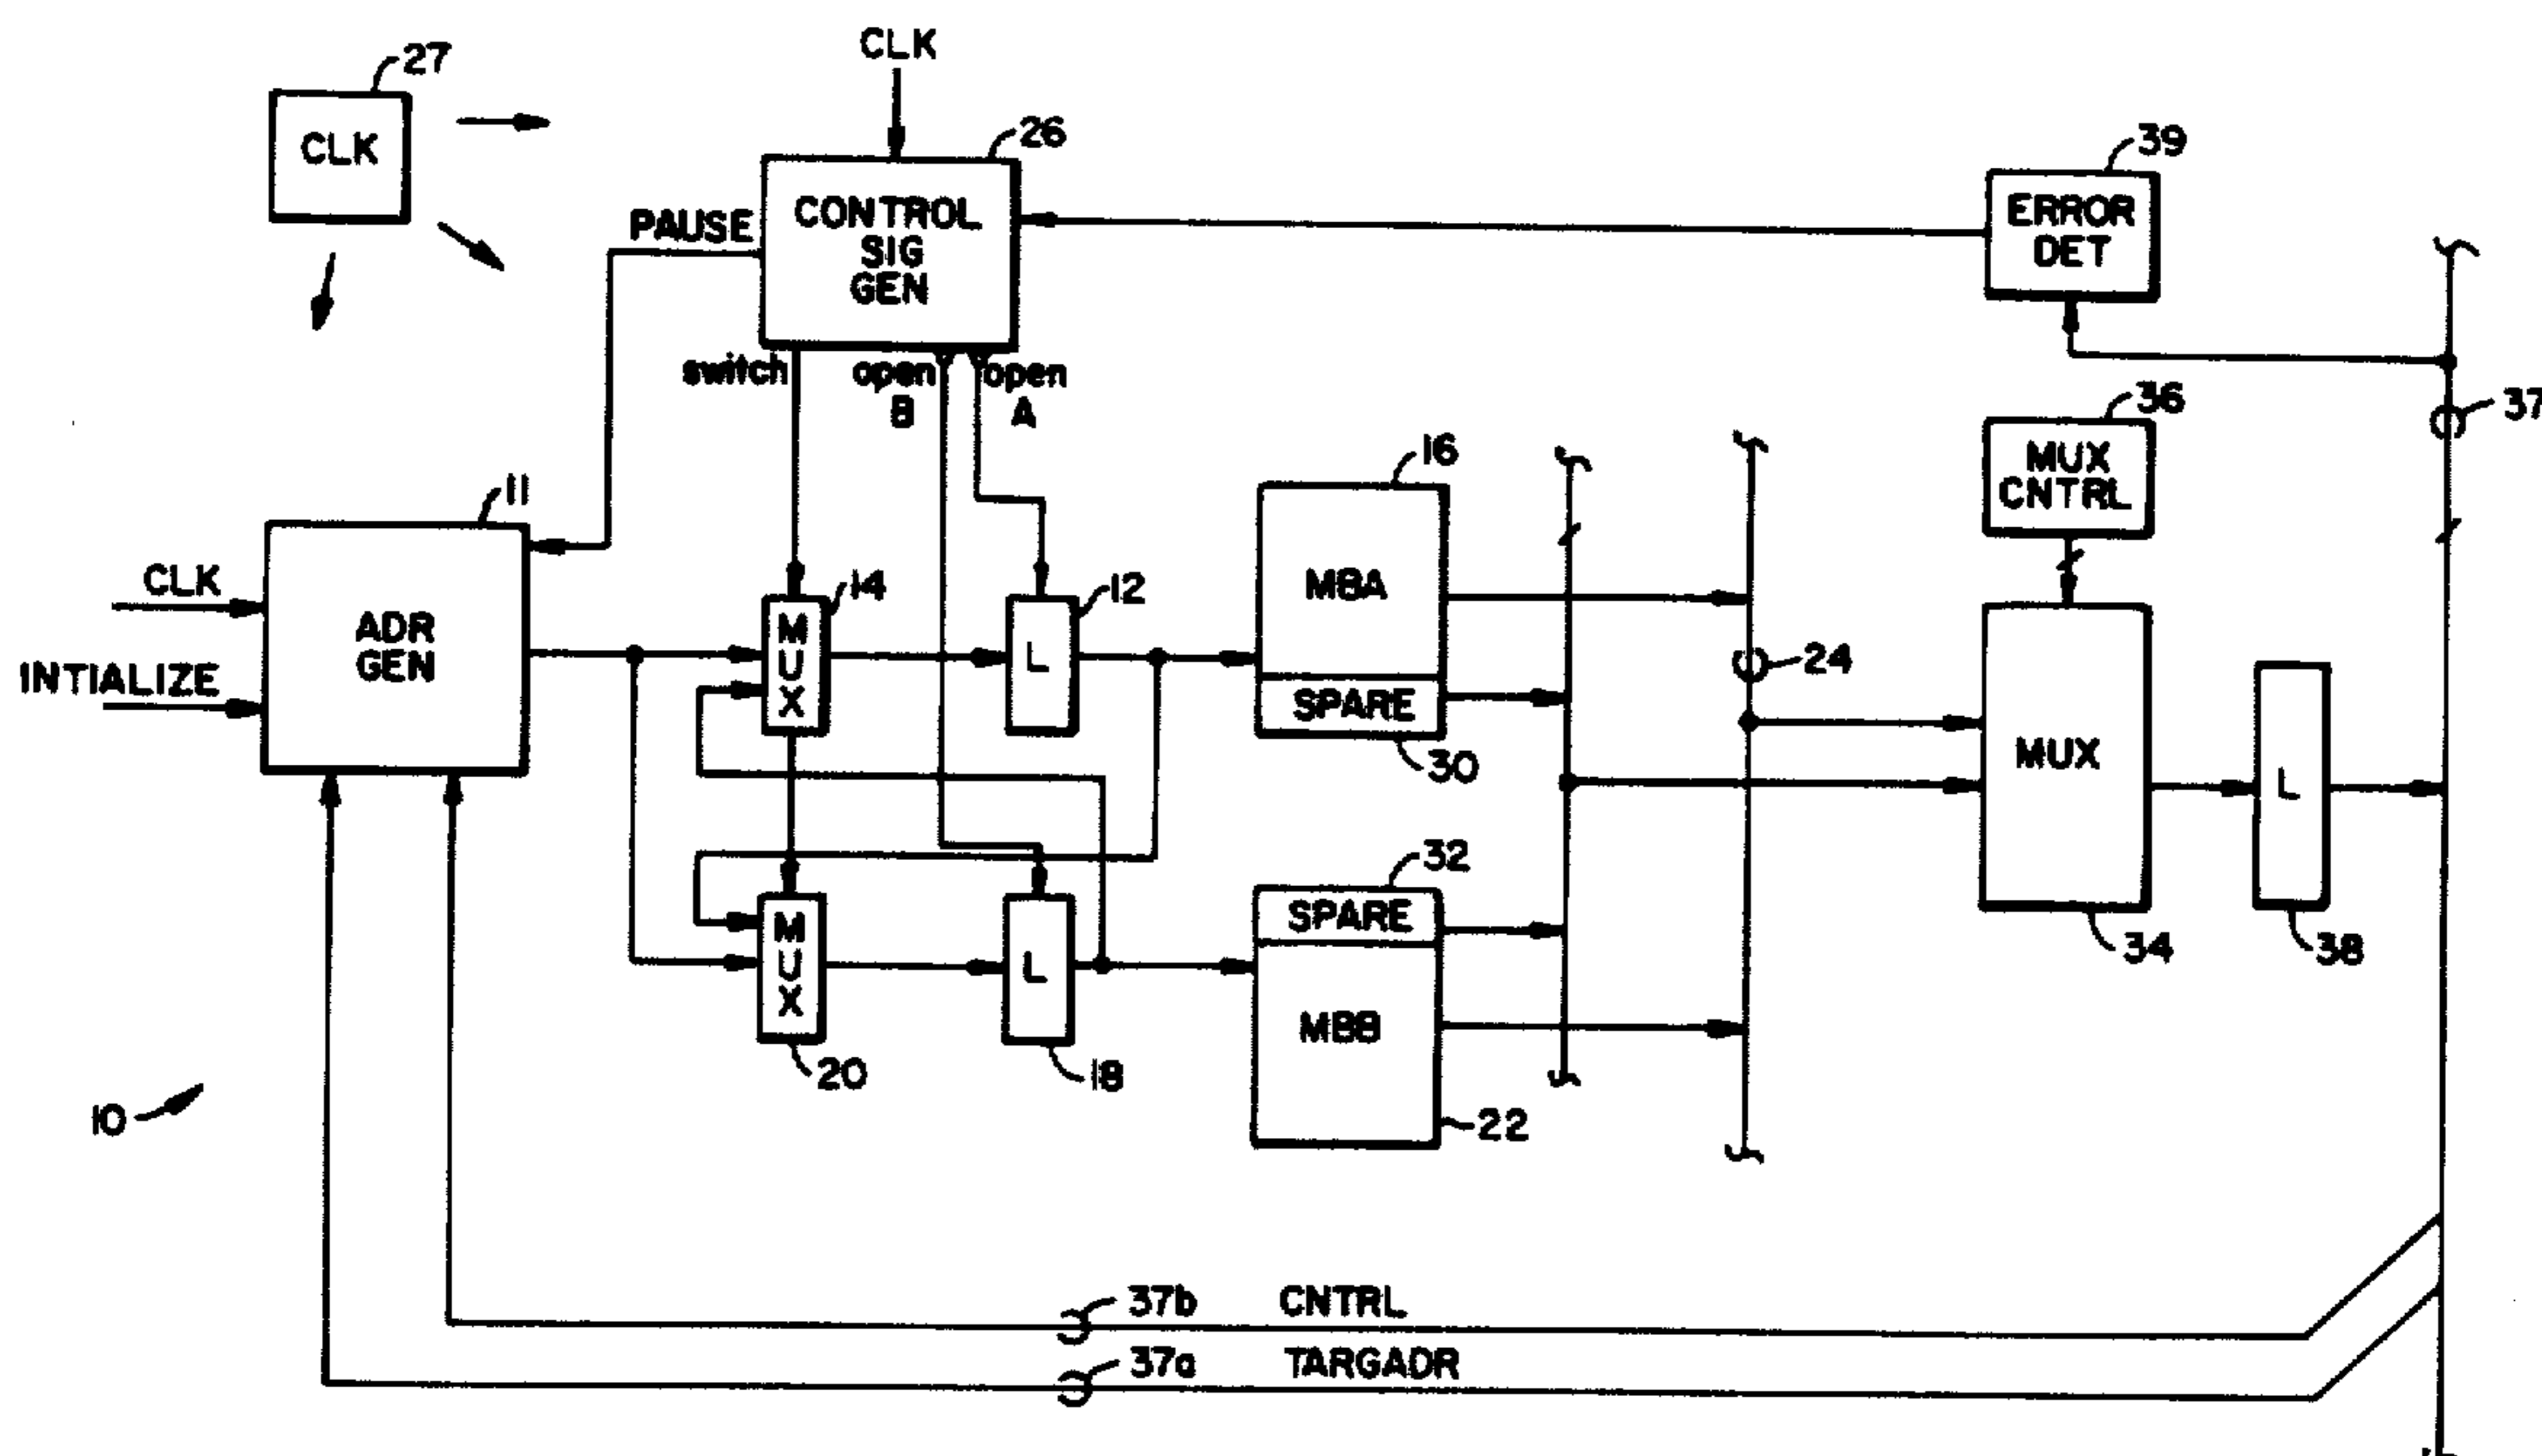 CLK
27
CLK
26
CONTROL
SIG
GEN
PAUSE
39
ERROR
DET
switch
open
B
open
A
36
MUX
CNTRL
37
11
CLK
INTIALIZE
ADR
GEN
14
MUX
12
L
16
MBA
SPARE
30
24
MUX
34
L
38
32
SPARE
MBB
22
MUX
20
L
18
10
37b
CNTRL
37a
TARGADR